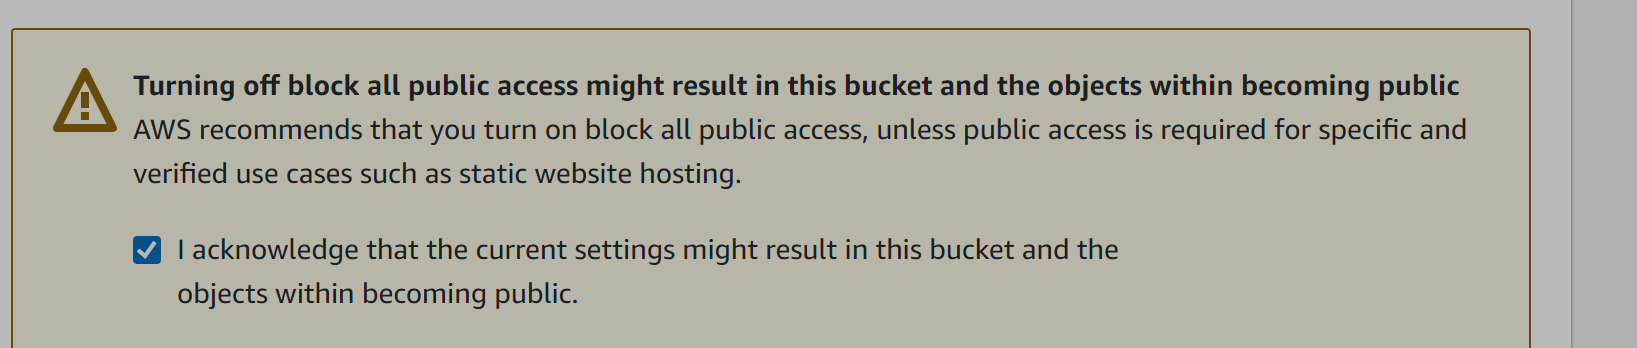 Turning off block all public access might result in this bucket and the objects within becoming public
AWS recommends that you turn on block all public access, unless public access is required for specific and
verified use cases such as static website hosting.
I acknowledge that the current settings might result in this bucket and the
objects within becoming public.